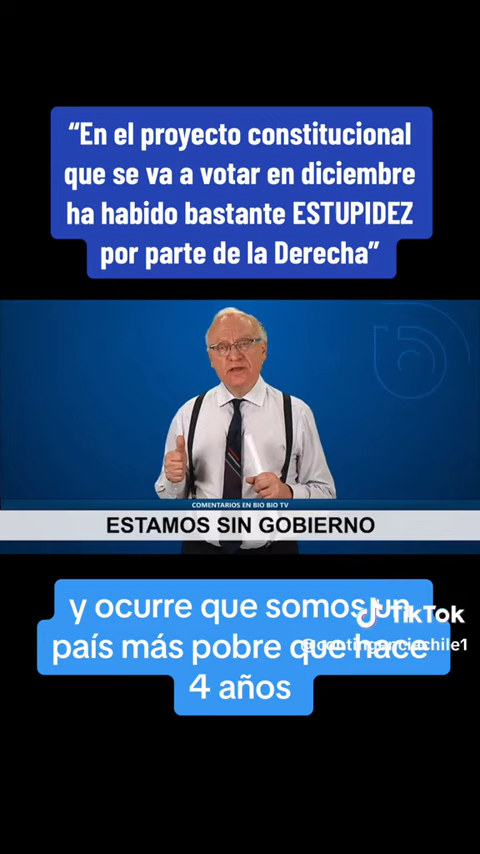 “En el proyecto constitucional
que se va a votar en diciembre
ha habido bastante ESTUPIDEZ
por parte de la Derecha”
COMENTARIOS EN BIO BIO TV
ESTAMOS SIN GOBIERNO
y ocurre que somos un
TikTok
país más pobre que hace
@contingenciachile1
4 años